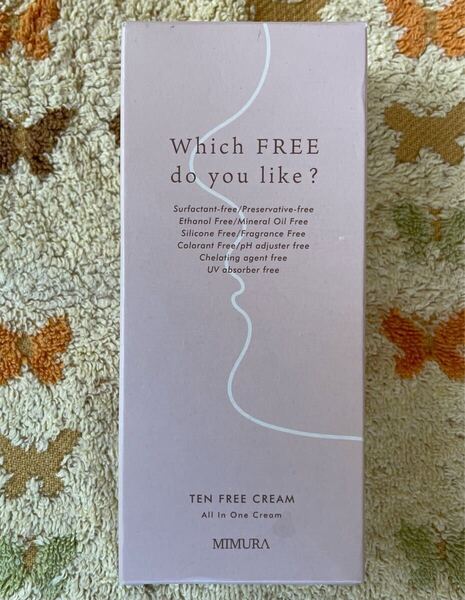 Which FREE
do you like?
Surfactant-free/Preservative-free
Ethanol Free/Mineral Oil Free
Silicone Free/Fragrance Free
Colorant Free/pH adjuster free
Chelating agent free
UV absorber free
TEN FREE CREAM
All In One Cream
MIMURA